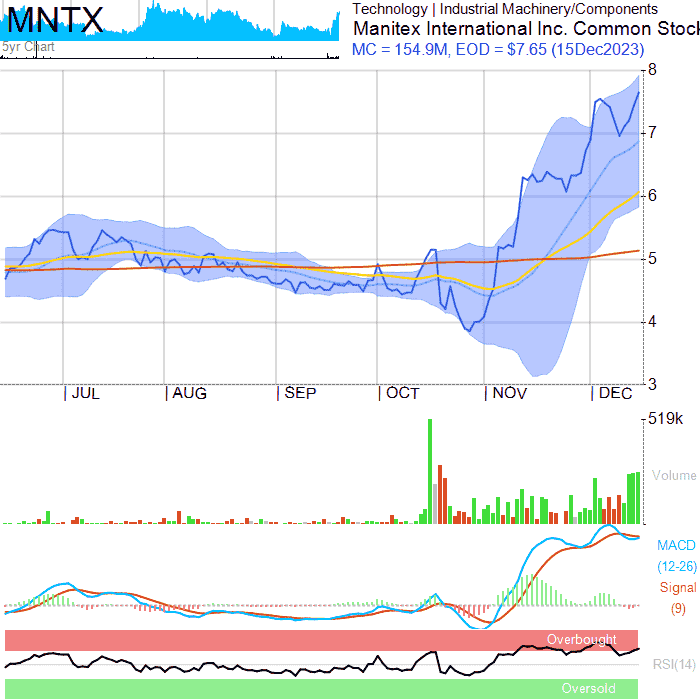 MNTX
5yr Chart
Technology | Industrial Machinery/Components
Manitex International Inc. Common Stock
MC = 154.9M, EOD = $7.65 (15Dec2023)
8
7
6
5
4
3
JUL AUG SEP OCT NOV DEC
519k
Volume
MACD
(12-26)
Signal
(9)
Overbought
RSI(14)
Oversold